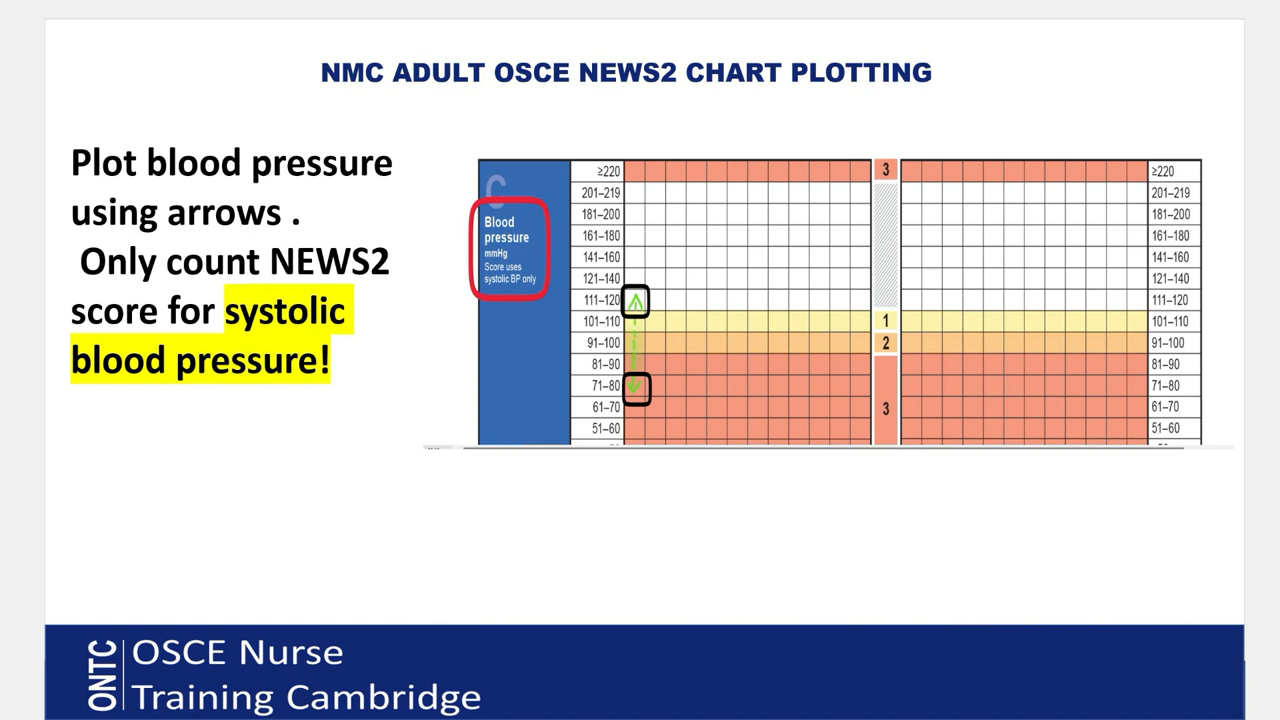 NMC ADULT OSCE NEWS2 CHART PLOTTING
Plot blood pressure
using arrows .
Only count NEWS2
score for systolic
blood pressure!
C
Blood
pressure
mmHg
Score uses
systolic BP only
≥220 3 ≥220
201–219 201–219
181–200 181–200
161–180 161–180
141–160 141–160
121–140 121–140
111–120 111–120
101–110 1 101–110
91–100 2 91–100
81–90 81–90
71–80 71–80
61–70 3 61–70
51–60 51–60
ONTC
OSCE Nurse
Training Cambridge